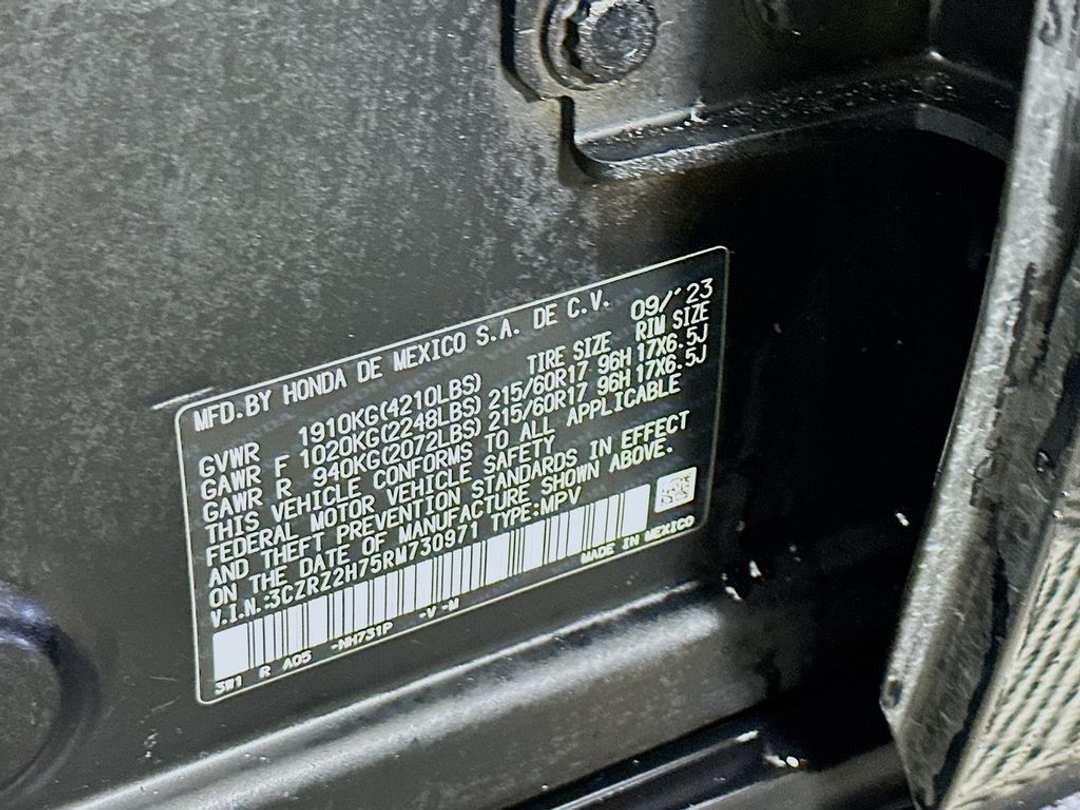 MFD.BY HONDA DE MEXICO S.A. DE C.V. 09/'23
TIRE SIZE RIM SIZE
GVWR 1910KG(4210LBS)
GAWR F 1020KG(2248LBS) 215/60R17 96H 17X6.5J
GAWR R 940KG(2072LBS) 215/60R17 96H 17X6.5J
THIS VEHICLE CONFORMS TO ALL APPLICABLE
FEDERAL MOTOR VEHICLE SAFETY
AND THEFT PREVENTION STANDARDS IN EFFECT
ON THE DATE OF MANUFACTURE SHOWN ABOVE.
V.I.N.:3CZRZ2H75RM730971 TYPE:MPV
3W1 R A05 -NH731P -V -M MADE IN MEXICO